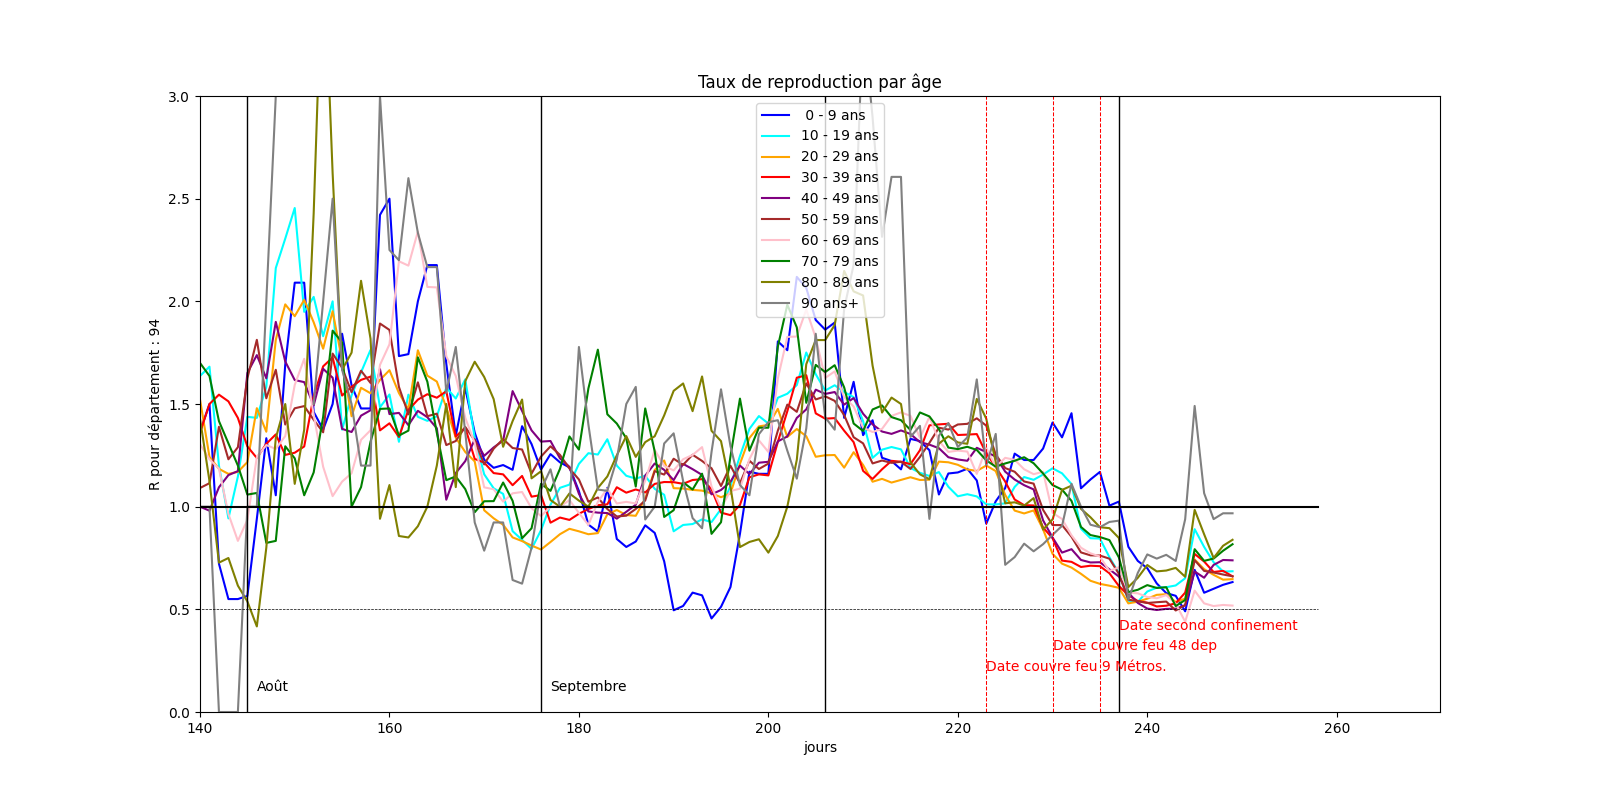 Taux de reproduction par âge
R pour département : 94
3.0
2.5
2.0
1.5
1.0
0.5
0.0
0 - 9 ans
10 - 19 ans
20 - 29 ans
30 - 39 ans
40 - 49 ans
50 - 59 ans
60 - 69 ans
70 - 79 ans
80 - 89 ans
90 ans+
Date second confinement
Date couvre feu 48 dep
Date couvre feu 9 Métros.
Août
Septembre
140
160
180
200
220
240
260
jours